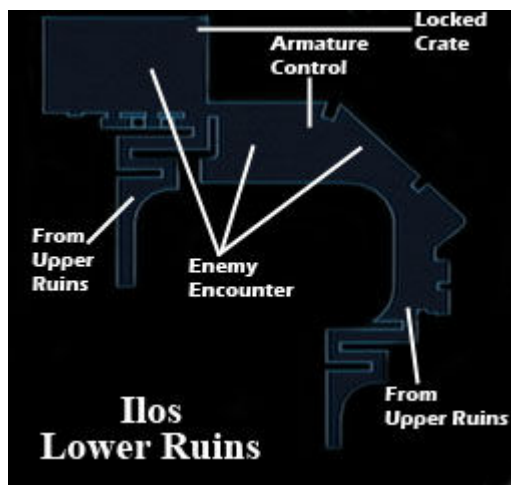 Locked
Crate
Armature
Control
From
Upper
Ruins
Enemy
Encounter
From
Upper Ruins
Ilos
Lower Ruins